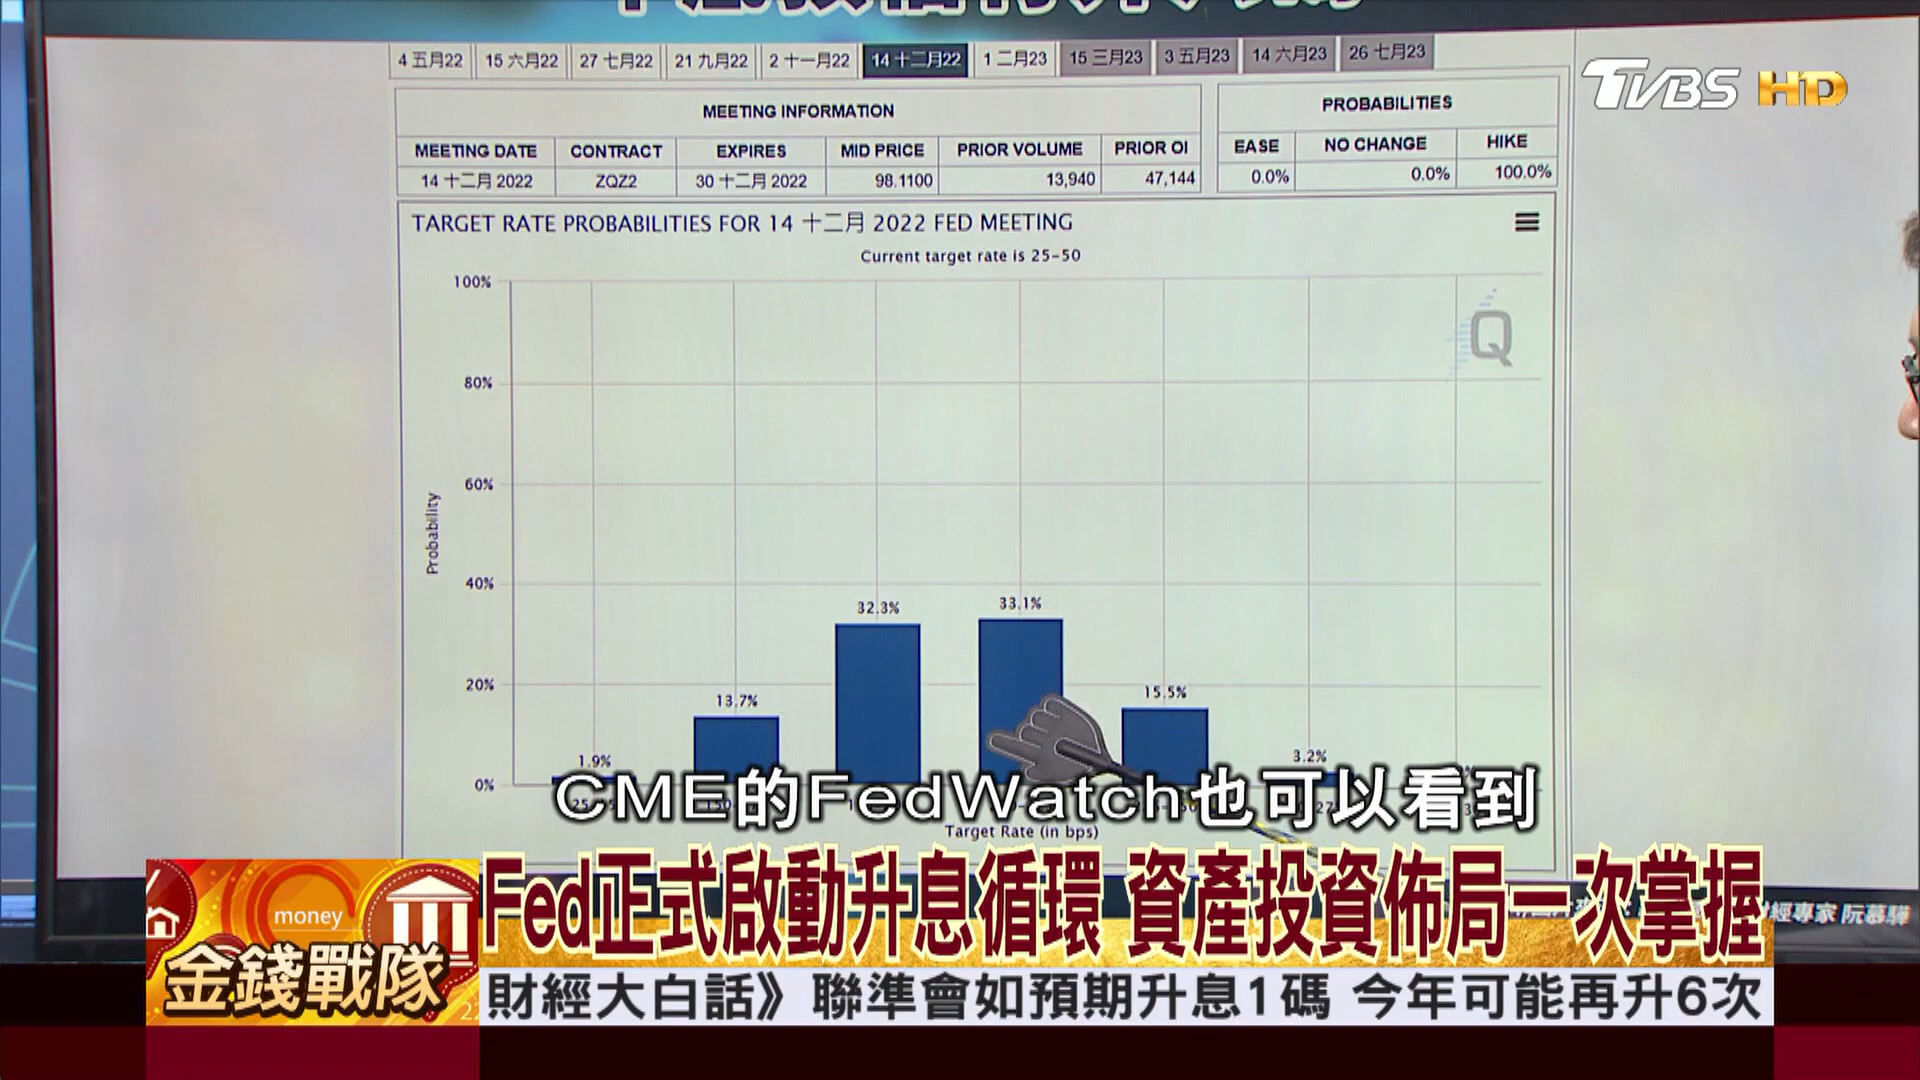 4 五月22 15 六月22 27 七月22 21 九月22 2 十一月22 14 十二月22 1 二月23 15 三月23 3 五月23 14 六月23 26 七月23
TVBS HD
MEETING INFORMATION
PROBABILITIES
MEETING DATE CONTRACT EXPIRES MID PRICE PRIOR VOLUME PRIOR OI EASE NO CHANGE HIKE
14 十二月 2022 ZQZ2 30 十二月 2022 98.1100 13,940 47,144 0.0% 0.0% 100.0%
TARGET RATE PROBABILITIES FOR 14 十二月 2022 FED MEETING
Current target rate is 25-50
100%
Q
80%
60%
Probability
40%
20%
0%
1.9% 13.7% 32.3% 33.1% 15.5% 3.2%
CME的FedWatch也可以看到
Target Rate (in bps)
Fed正式啟動升息循環 資產投資佈局一次掌握
經專家 阮慕驊
money
金錢戰隊
財經大白話》聯準會如預期升息1碼 今年可能再升6次